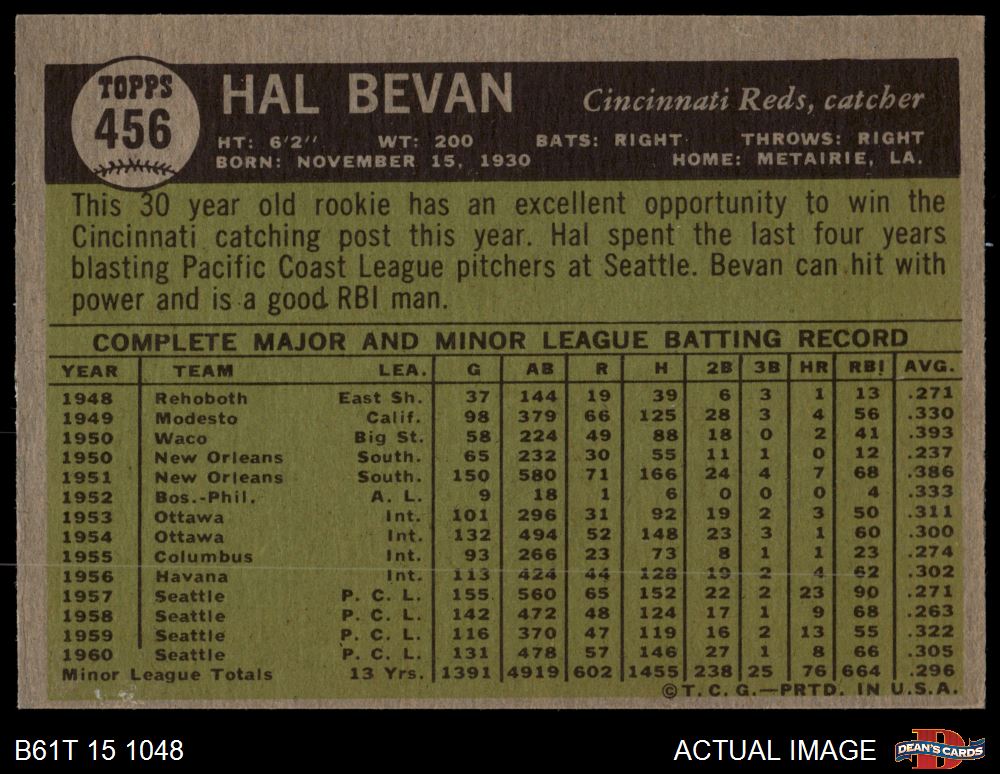 TOPPS
456
HAL BEVAN
Cincinnati Reds, catcher
HT: 6'2" WT: 200 BATS: RIGHT THROWS: RIGHT
BORN: NOVEMBER 15, 1930 HOME: METAIRIE, LA.
This 30 year old rookie has an excellent opportunity to win the
Cincinnati catching post this year. Hal spent the last four years
blasting Pacific Coast League pitchers at Seattle. Bevan can hit with
power and is a good RBI man.
COMPLETE MAJOR AND MINOR LEAGUE BATTING RECORD
YEAR TEAM LEA. G AB R H 2B 3B HR RBI AVG.
1948 Rehoboth East Sh. 37 144 19 39 6 3 1 13 .271
1949 Modesto Calif. 98 379 66 125 28 3 4 56 .330
1950 Waco Big St. 58 224 49 88 18 0 2 41 .393
1950 New Orleans South. 65 232 30 55 11 1 0 12 .237
1951 New Orleans South. 150 580 71 166 24 4 7 68 .386
1952 Bos.-Phil. A. L. 9 18 1 6 0 0 0 4 .333
1953 Ottawa Int. 101 296 31 92 19 2 3 50 .311
1954 Ottawa Int. 132 494 52 148 23 3 1 60 .300
1955 Columbus Int. 93 266 23 73 8 1 1 23 .274
1956 Havana Int. 113 424 44 128 19 2 4 62 .302
1957 Seattle P. C. L. 155 560 65 152 22 2 23 90 .271
1958 Seattle P. C. L. 142 472 48 124 17 1 9 68 .263
1959 Seattle P. C. L. 116 370 47 119 16 2 13 55 .322
1960 Seattle P. C. L. 131 478 57 146 27 1 8 66 .305
Minor League Totals 13 Yrs. 1391 4919 602 1455 238 25 76 664 .296
©T. C. G.—PRTD. IN U.S.A.
B61T 15 1048
ACTUAL IMAGE
D
DEAN'S CARDS